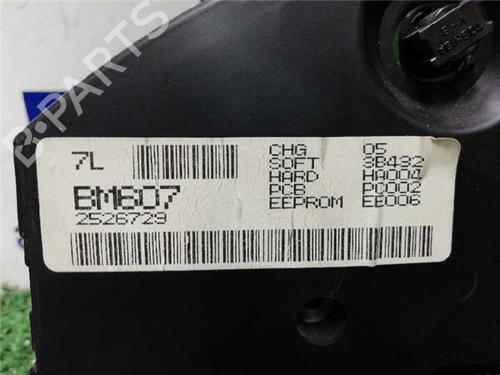 7L
BM607
2526729
CHG 05
SOFT 3B432
HARD HA004
PCB PC002
EEPROM EE006
B-PARTS